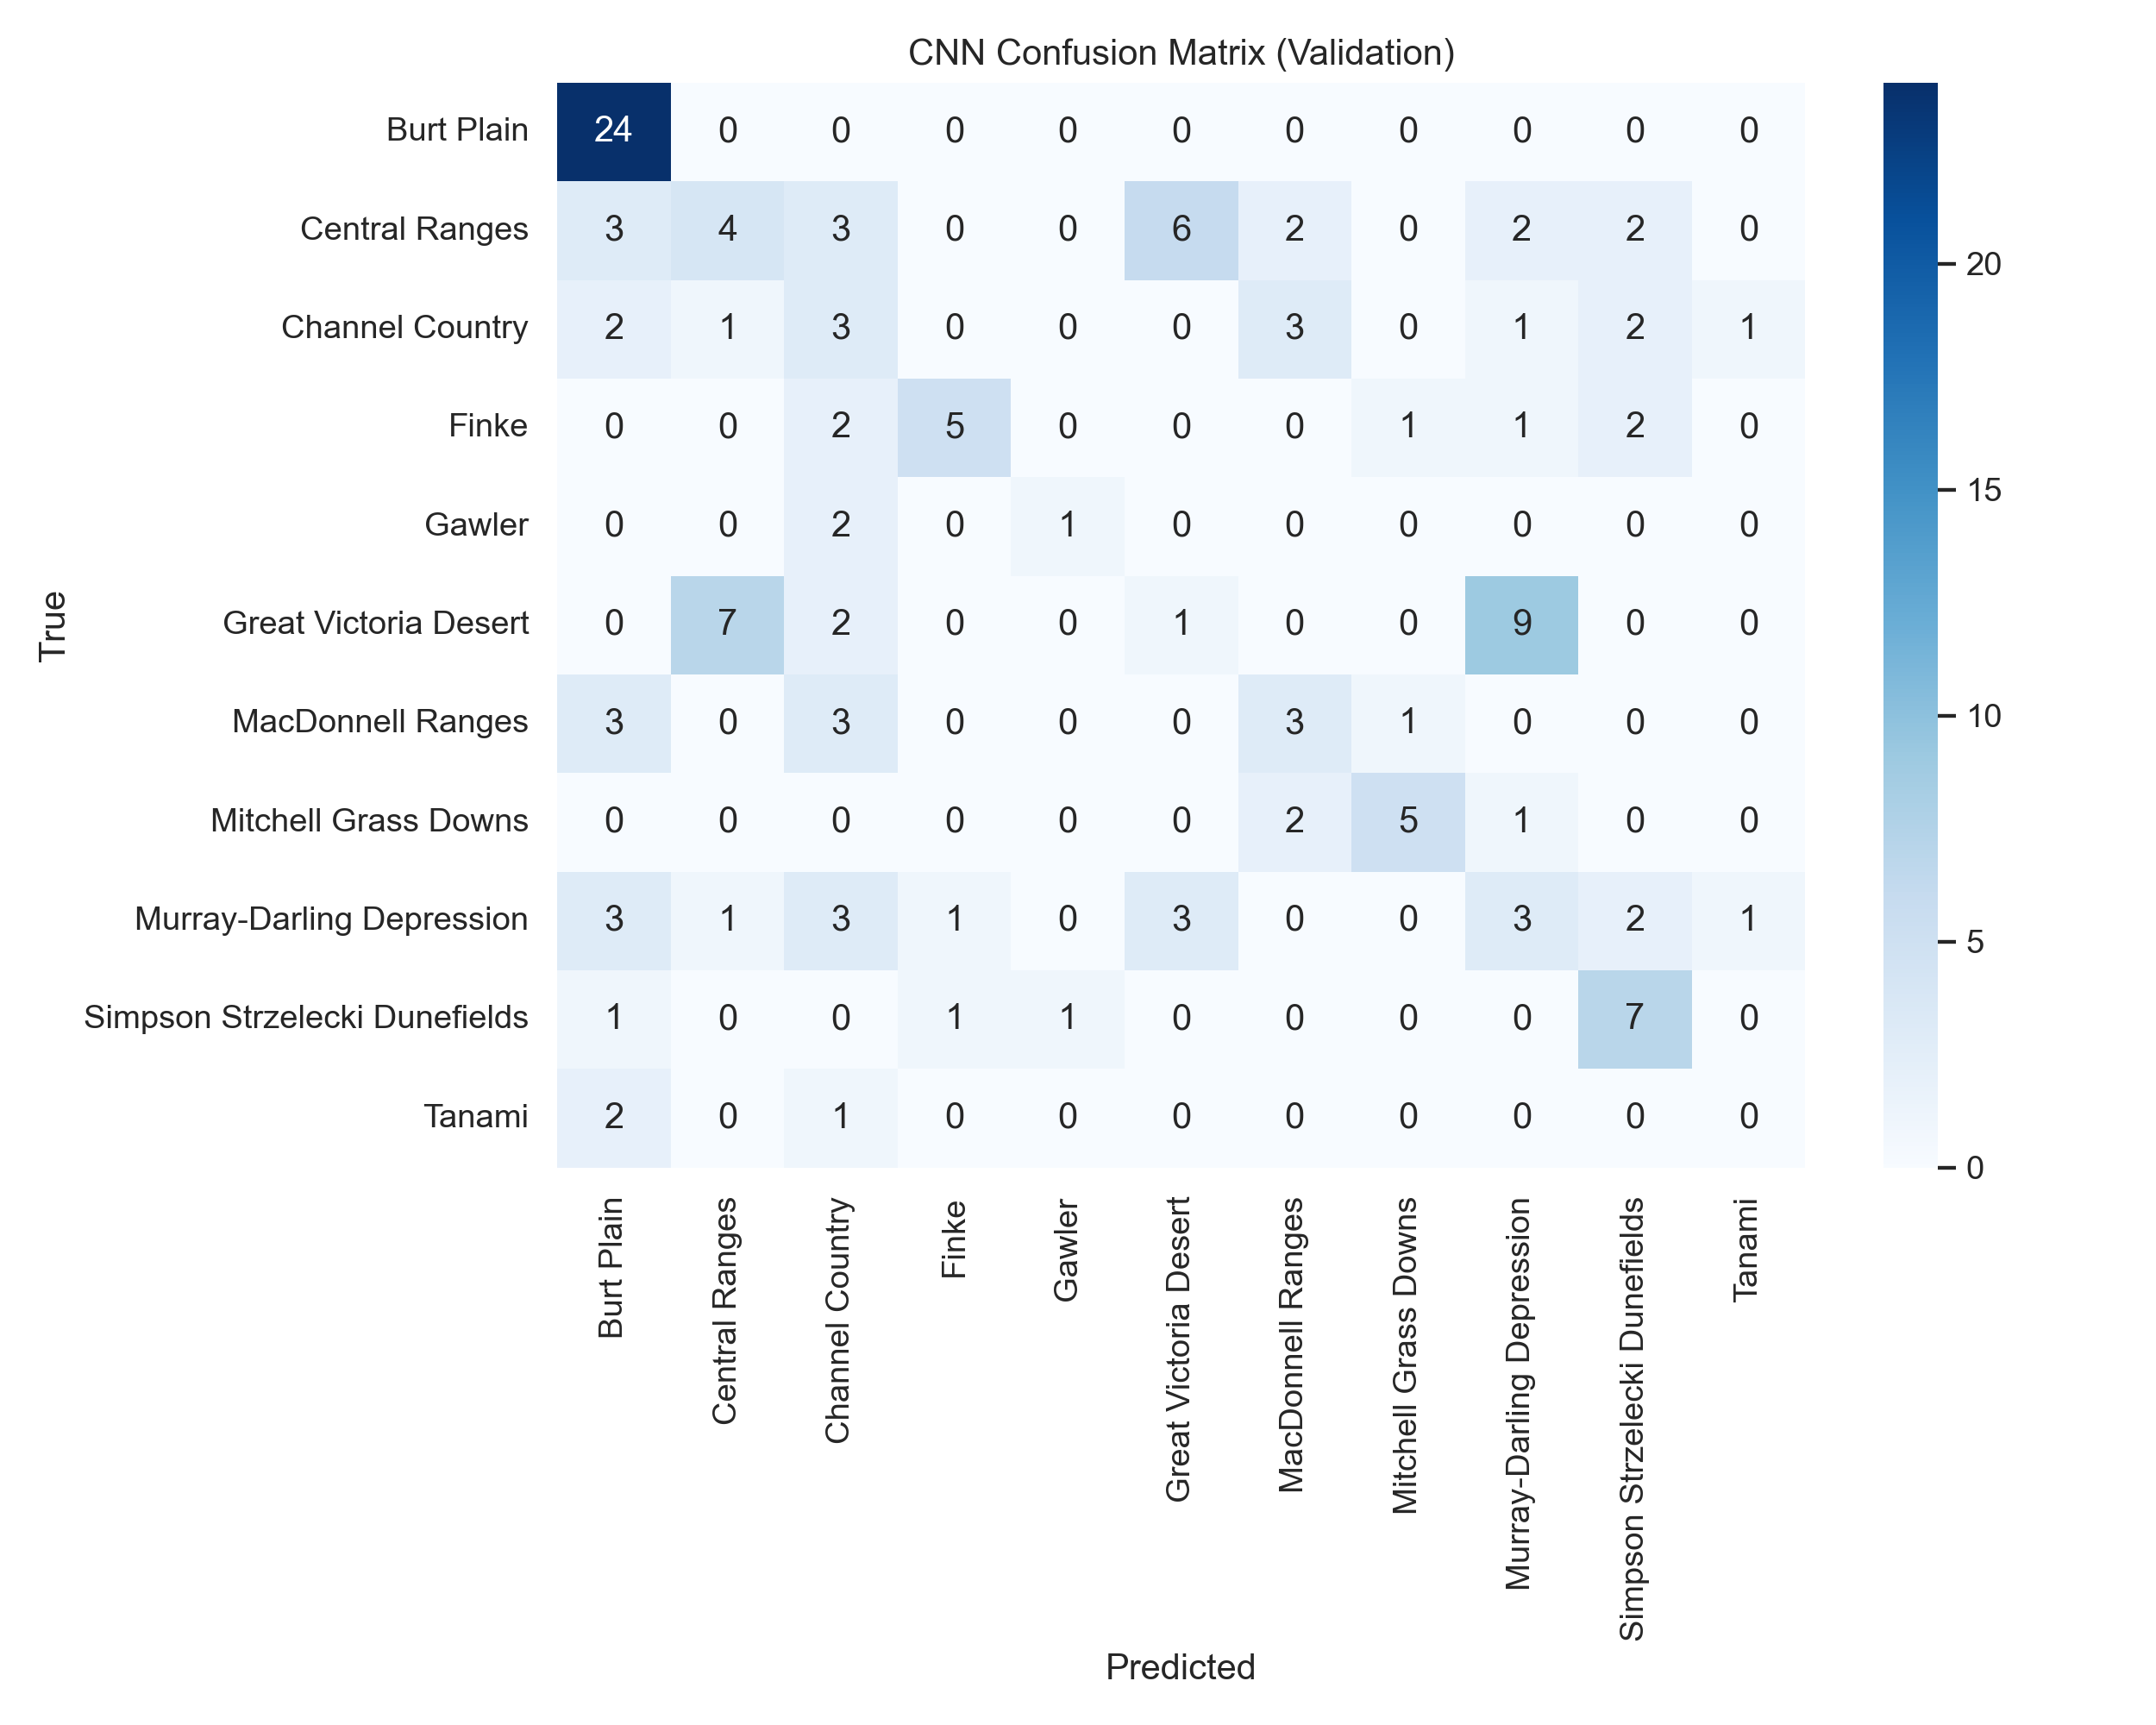 CNN Confusion Matrix (Validation)
Burt Plain 24 0 0 0 0 0 0 0 0 0 0
Central Ranges 3 4 3 0 0 6 2 0 2 2 0
Channel Country 2 1 3 0 0 0 3 0 1 2 1
Finke 0 0 2 5 0 0 0 1 1 2 0
Gawler 0 0 2 0 1 0 0 0 0 0 0
Great Victoria Desert 0 7 2 0 0 1 0 0 9 0 0
MacDonnell Ranges 3 0 3 0 0 0 3 1 0 0 0
Mitchell Grass Downs 0 0 0 0 0 0 2 5 1 0 0
Murray-Darling Depression 3 1 3 1 0 3 0 0 3 2 1
Simpson Strzelecki Dunefields 1 0 0 1 1 0 0 0 0 7 0
Tanami 2 0 1 0 0 0 0 0 0 0 0
True
Burt Plain
Central Ranges
Channel Country
Finke
Gawler
Great Victoria Desert
MacDonnell Ranges
Mitchell Grass Downs
Murray-Darling Depression
Simpson Strzelecki Dunefields
Tanami
Predicted
20
15
10
5
0